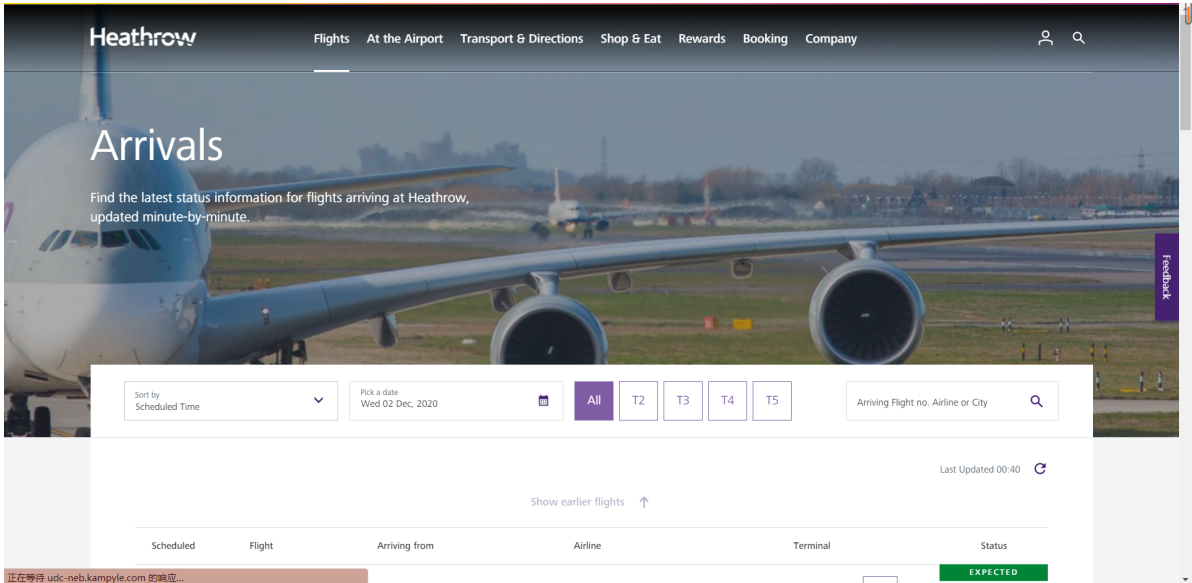 Heathrow
Flights At the Airport Transport & Directions Shop & Eat Rewards Booking Company
Arrivals
Find the latest status information for flights arriving at Heathrow,
updated minute-by-minute.
Feedback
Sort by
Scheduled Time
Pick a date
Wed 02 Dec, 2020
All T2 T3 T4 T5
Arriving Flight no. Airline or City
Last Updated 00:40
Show earlier flights
Scheduled Flight Arriving from Airline Terminal Status
EXPECTED
正在等待 udc-neb.kampyle.com 的响应...